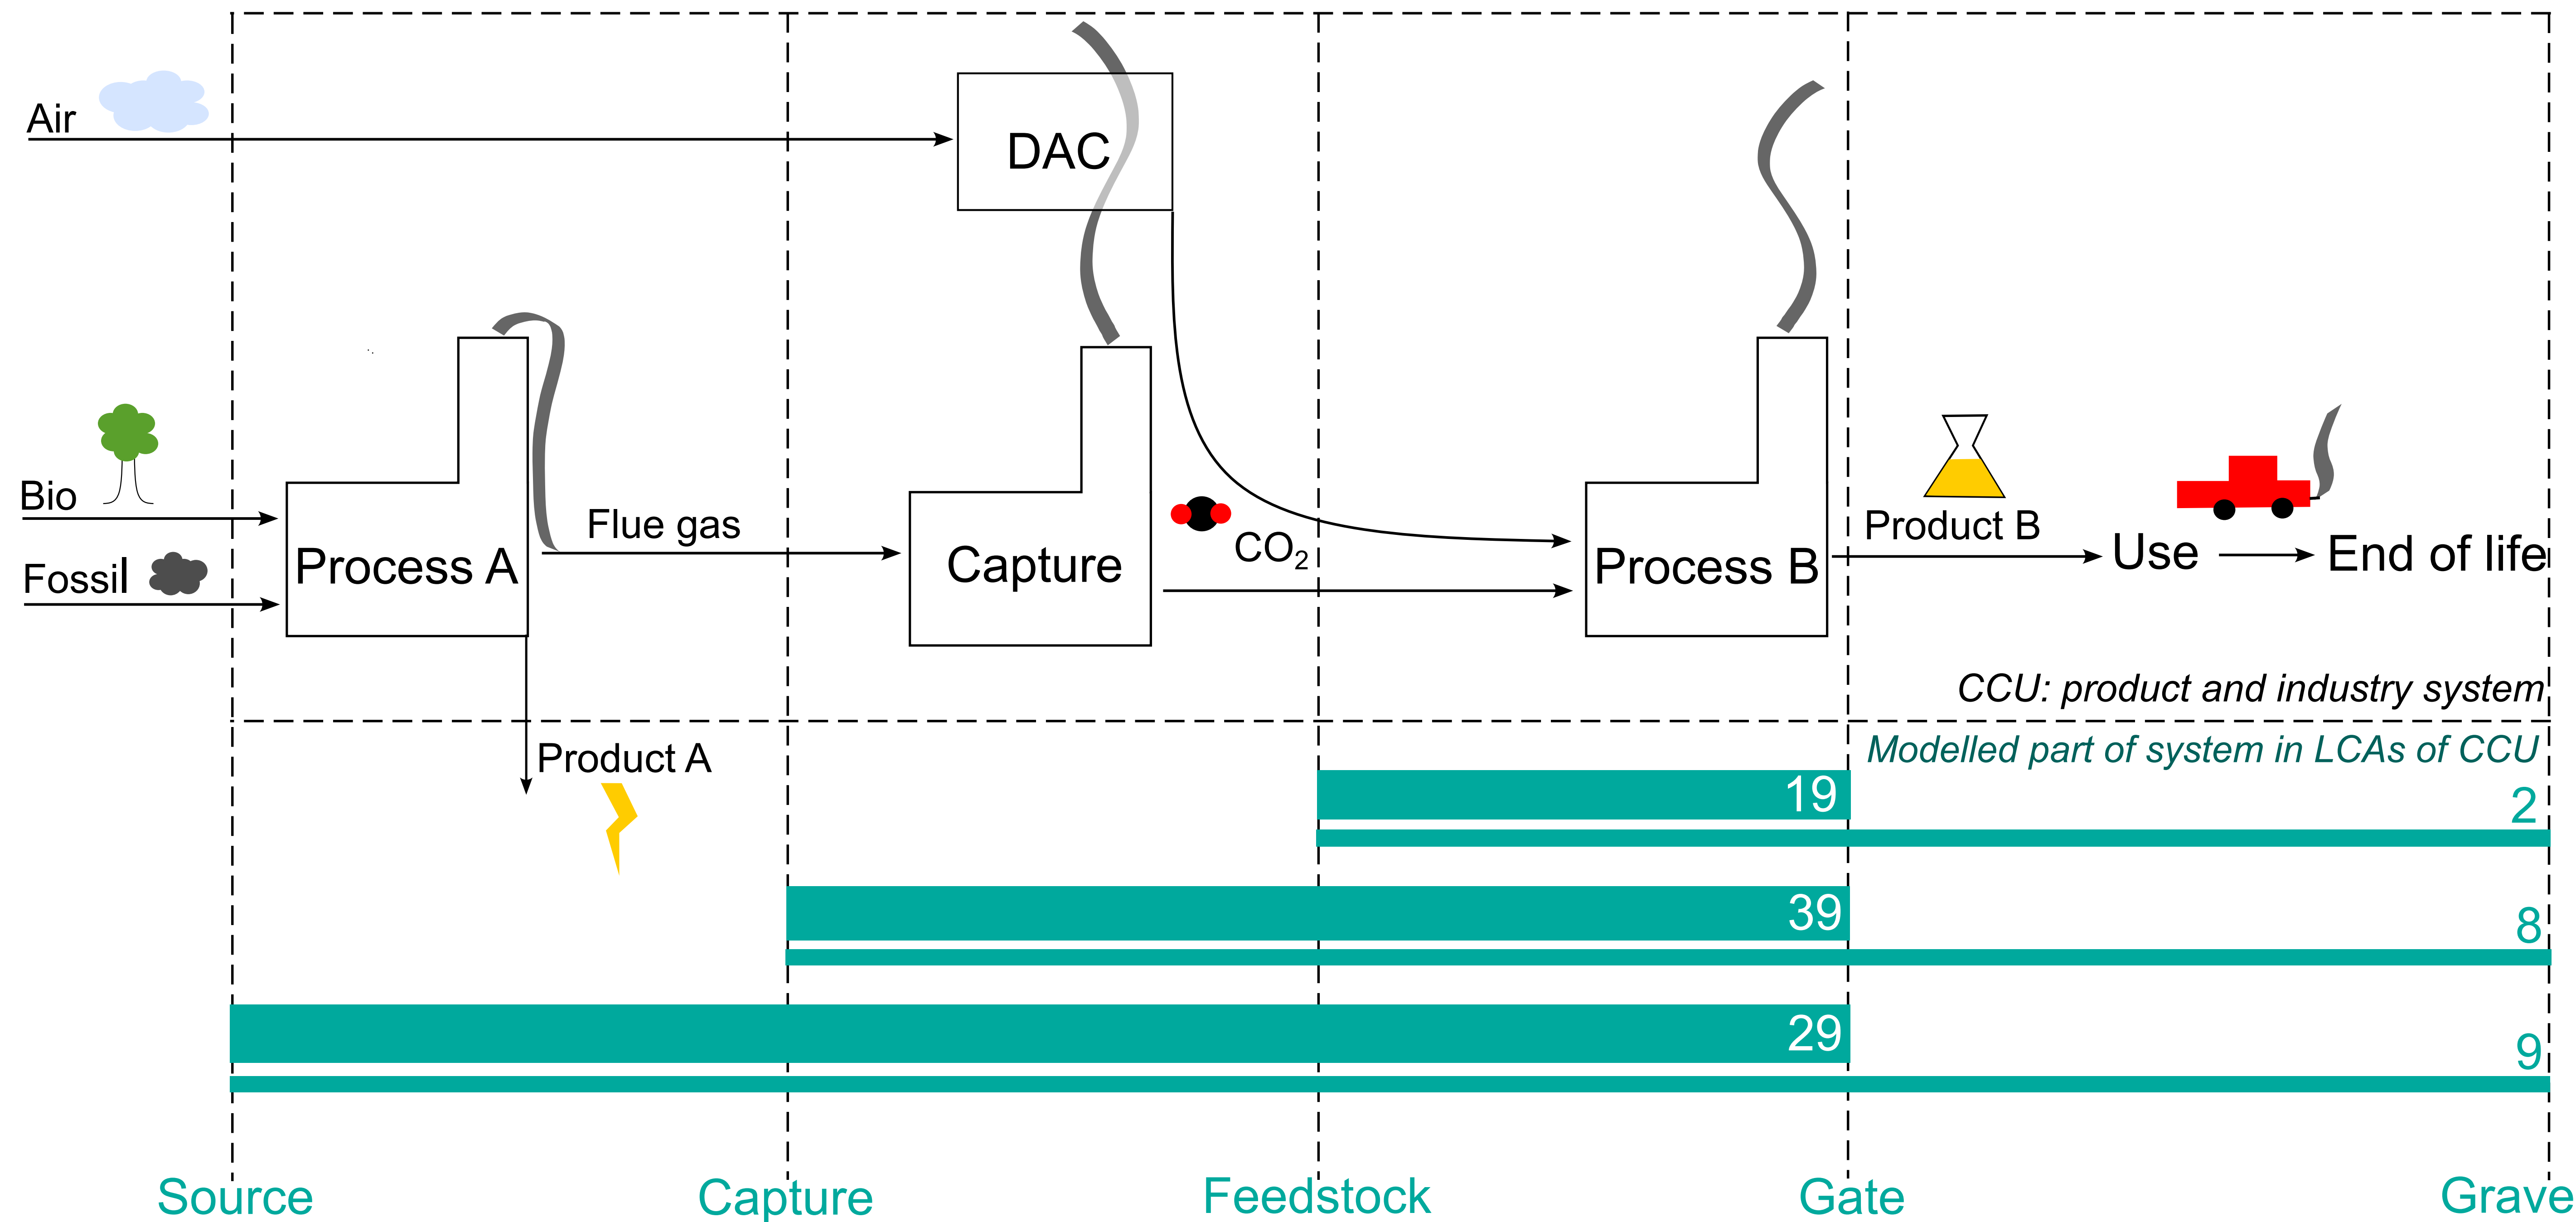 Air
DAC
Bio
Fossil
Process A
Flue gas
Capture
CO₂
Process B
Product B
Use
End of life
CCU: product and industry system
Modelled part of system in LCAs of CCU
Product A
19
2
39
8
29
9
Source
Capture
Feedstock
Gate
Grave